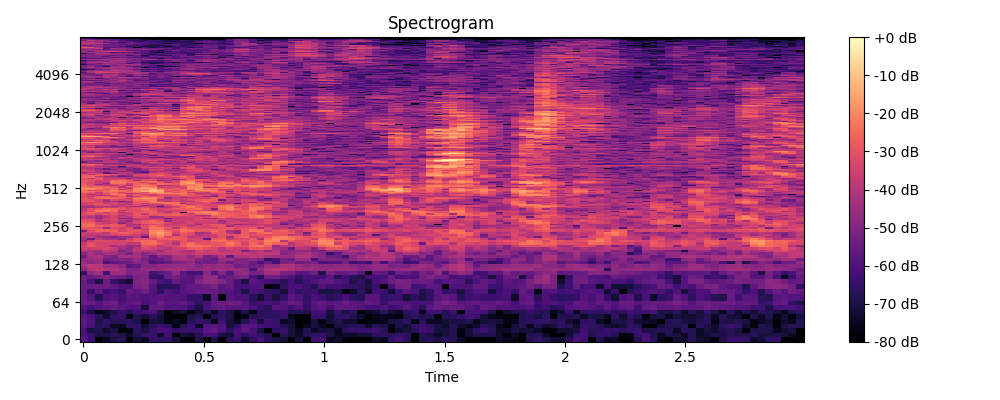 Spectrogram
Hz
4096
2048
1024
512
256
128
64
0
0 0.5 1 1.5 2 2.5
Time
+0 dB
-10 dB
-20 dB
-30 dB
-40 dB
-50 dB
-60 dB
-70 dB
-80 dB